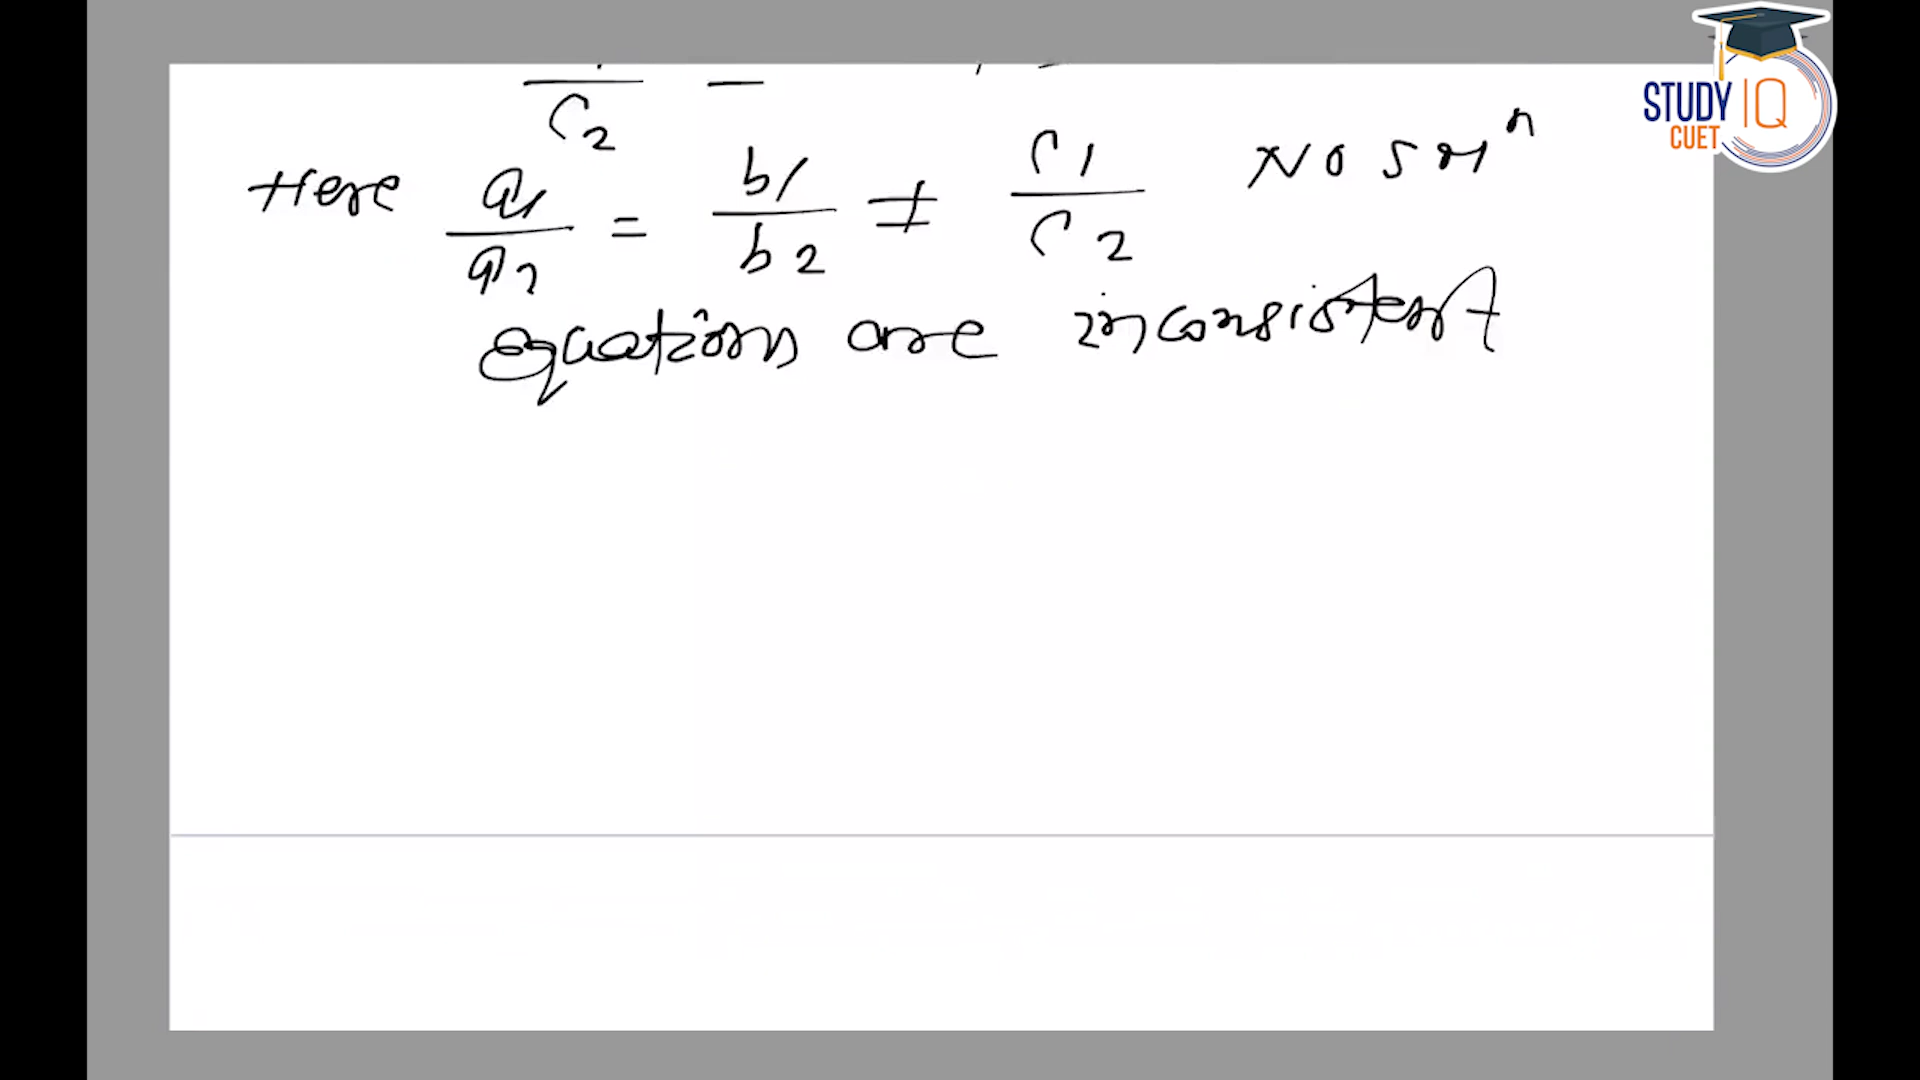 C2
Here a1/a2 = b1/b2 ≠ C1/C2 No Solⁿ
equations are inconsistent
STUDY IQ
CUET